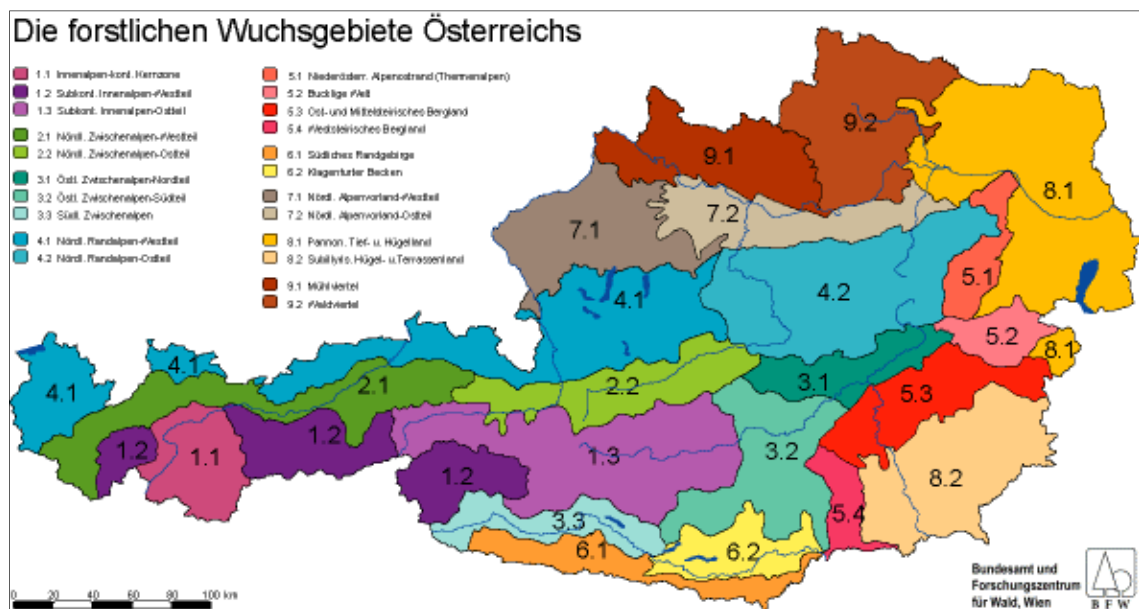 Die forstlichen Wuchsgebiete Österreichs
1.1 Innenalpen-kont. Kernzone
1.2 Subkont. Innenalpen-Westteil
1.3 Subkont. Innenalpen-Ostteil
2.1 Nördl. Zwischenalpen-Westteil
2.2 Nördl. Zwischenalpen-Ostteil
3.1 Östl. Zwischenalpen-Nordteil
3.2 Östl. Zwischenalpen-Südteil
3.3 Südl. Zwischenalpen
4.1 Nördl. Randalpen-Westteil
4.2 Nördl. Randalpen-Ostteil
5.1 Niederösterr. Alpenostrand (Thermenalpen)
5.2 Bucklige Welt
5.3 Ost- und Mittelsteirisches Bergland
5.4 Weststeirisches Bergland
6.1 Südliches Randgebirge
6.2 Klagenfurter Becken
7.1 Nördl. Alpenvorland-Westteil
7.2 Nördl. Alpenvorland-Ostteil
8.1 Pannon. Tief- u. Hügelland
8.2 Subillyris. Hügel- u. Terrassenland
9.1 Mühlviertel
9.2 Waldviertel
9.2
9.1
8.1
7.2
7.1
5.1
4.1
4.2
5.2
8.1
4.1
4.1
2.1
2.2
3.1
5.3
1.2
1.2
1.1
1.3
3.2
1.2
8.2
5.4
3.3
6.1
6.2
0 20 40 60 80 100 km
Bundesamt und
Forschungszentrum
für Wald, Wien
B F W